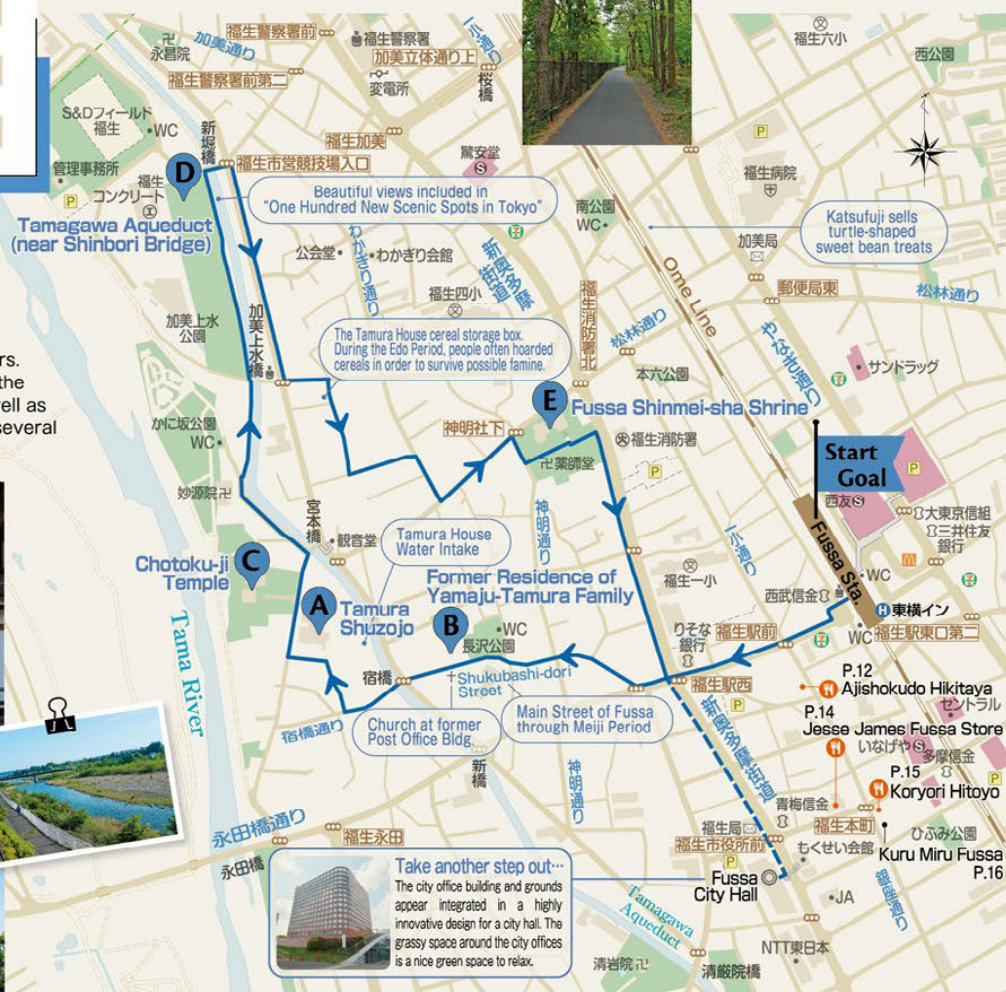 福生警察署前
福生六小
卍
永昌院
加美通り
福生警察署
加美立体通り上
一小通り
西公園
福生警察署前第二
変電所
桜橋
P
S&Dフィールド
福生
WC
新堀橋
福生加美
管理事務所
福生市営競技場入口
驚安堂
S
福生病院
P
福生
コンクリート
D
Beautiful views included in
"One Hundred New Scenic Spots in Tokyo"
南公園
WC
Katsufuji sells
turtle-shaped
sweet bean treats
Tamagawa Aqueduct
(near Shinbori Bridge)
公会堂
わかぎり会館
わかぎり通り
新奥多摩
街道
加美局
Ome Line
郵便局東
福生四小
松林通り
加美上水
公園
加美上水橋
福生消防署北
松林通り
やなぎ通り
The Tamura House cereal storage box.
During the Edo Period, people often hoarded
cereals in order to survive possible famine.
サンドラッグ
rs.
the
ell as
several
本六公園
E
Fussa Shinmei-sha Shrine
かに坂公園
WC
神明社下
福生消防署
卍薬師堂
P
Start
Goal
P
西友S
妙源院卍
大東京信組
三井住友
銀行
宮本橋
観音堂
Tamura House
Water Intake
神明通り
一小通り
Fussa Sta.
Chotoku-ji
Temple
C
Former Residence of
Yamaju-Tamura Family
福生一小
WC
西武信金
A
Tamura
Shuzojo
B
WC
長沢公園
りそな
銀行
福生駅前
H東横イン
WC
福生駅東口第二
Tama River
宿橋
Shukubashi-dori
Street
福生駅西
P.12
Ajishokudo Hikitaya
宿橋通り
Church at former
Post Office Bldg.
Main Street of Fussa
through Meiji Period
新奥多摩街道
セントラル
P.14
Jesse James Fussa Store
いなげや S
多摩信金
新橋
神明通り
P.15
Koryori Hitoyo
青梅信金
永田橋通り
福生永田
福生局
福生市役所前
福生本町
ひふみ公園
永田橋
もくせい会館
Kuru Miru Fussa
P.16
Take another step out…
The city office building and grounds
appear integrated in a highly
innovative design for a city hall. The
grassy space around the city offices
is a nice green space to relax.
P
Fussa
City Hall
JA
銀座通り
Tamagawa
Aqueduct
NTT東日本
清岩院卍
清厳院橋